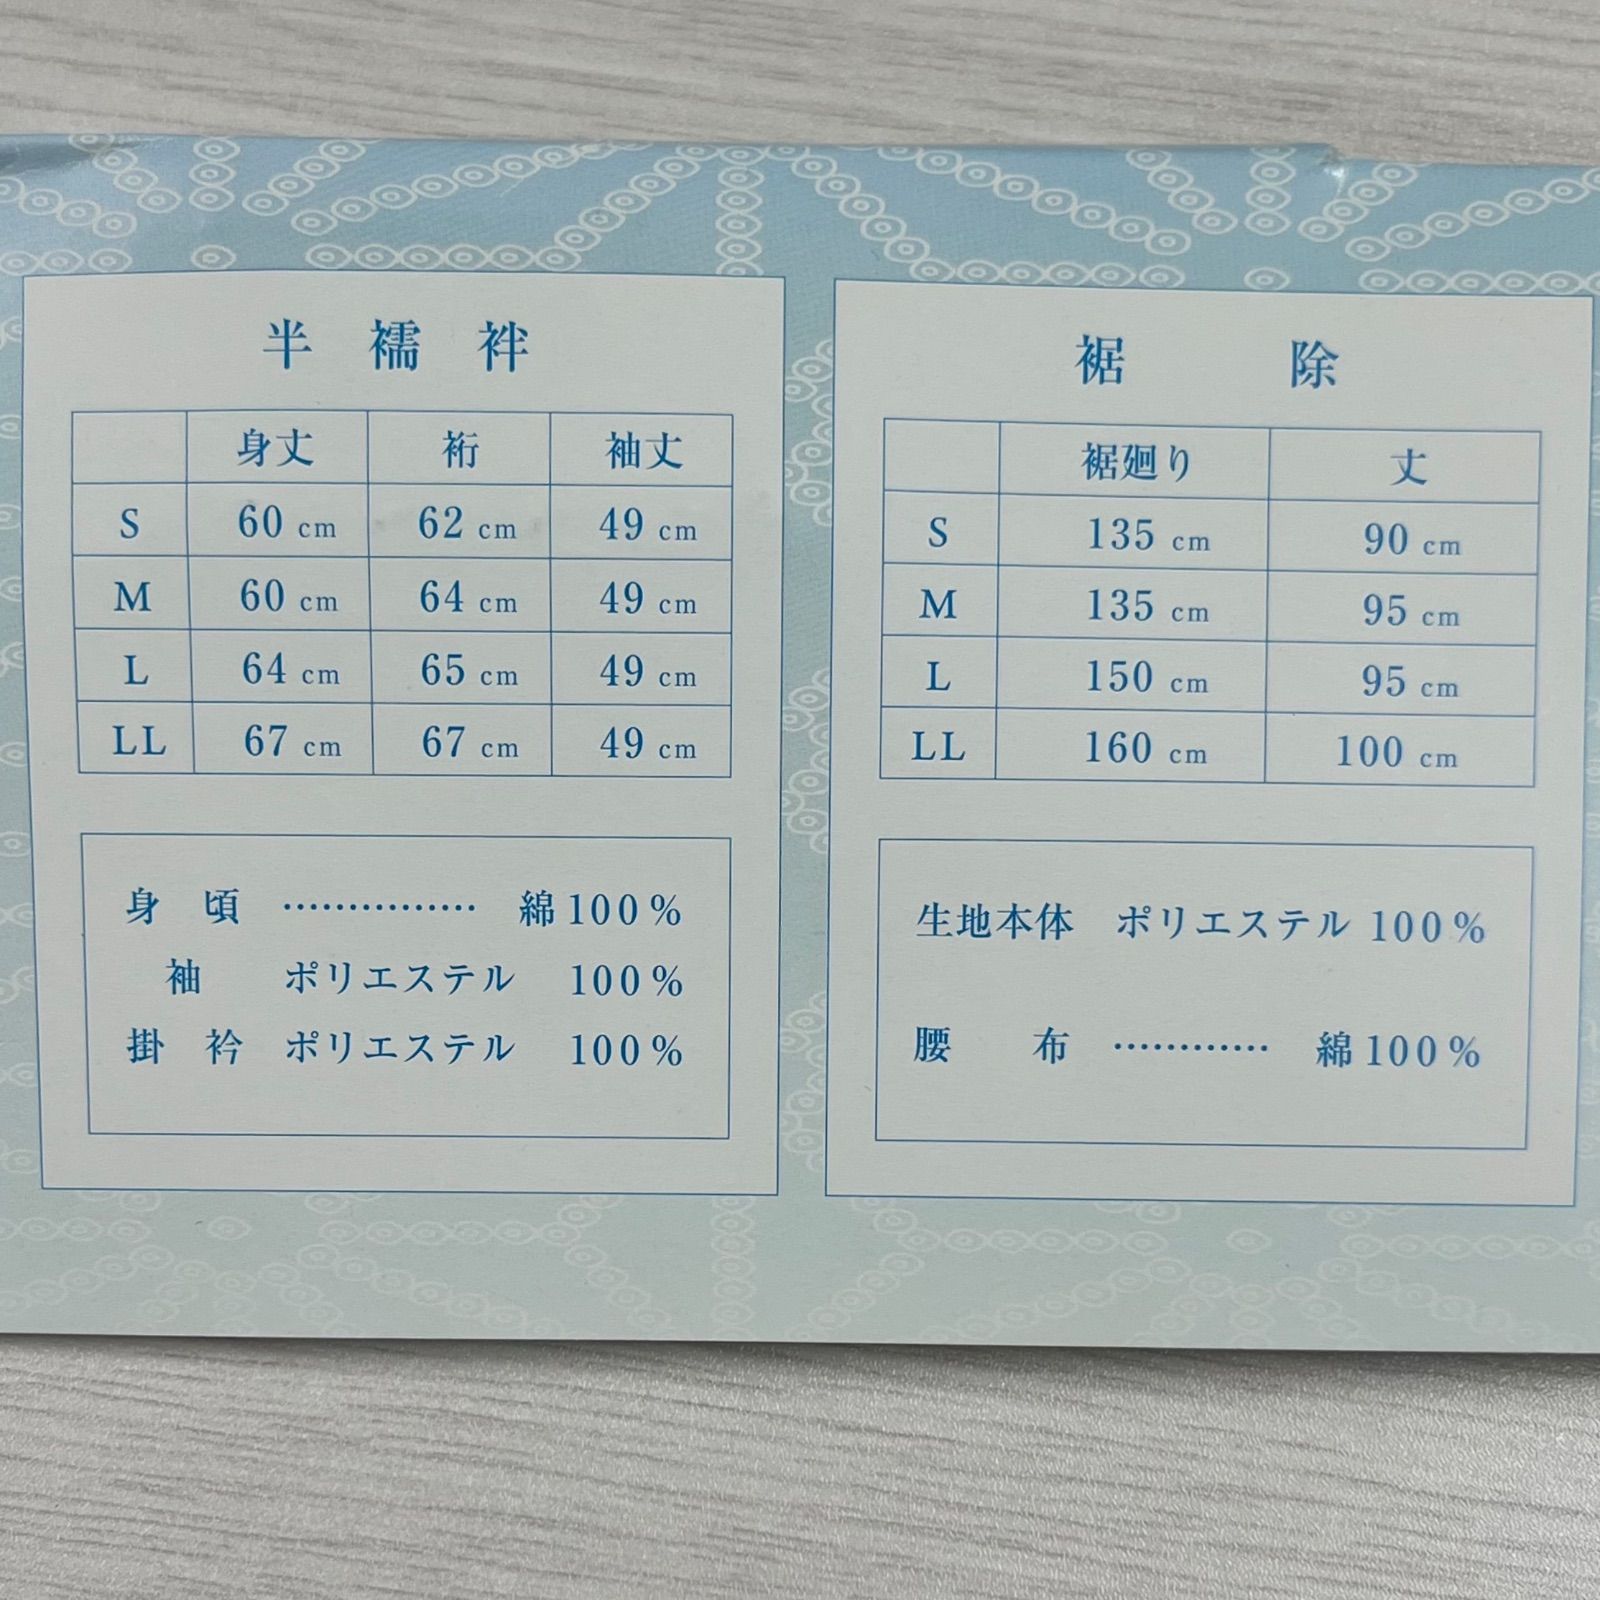 半襦袢
身丈 裄 袖丈
S 60 cm 62 cm 49 cm
M 60 cm 64 cm 49 cm
L 64 cm 65 cm 49 cm
LL 67 cm 67 cm 49 cm
身頃 …………… 綿100%
袖 ポリエステル 100%
掛衿 ポリエステル 100%
裾除
裾廻り 丈
S 135 cm 90 cm
M 135 cm 95 cm
L 150 cm 95 cm
LL 160 cm 100 cm
生地本体 ポリエステル 100%
腰布 ………… 綿100%